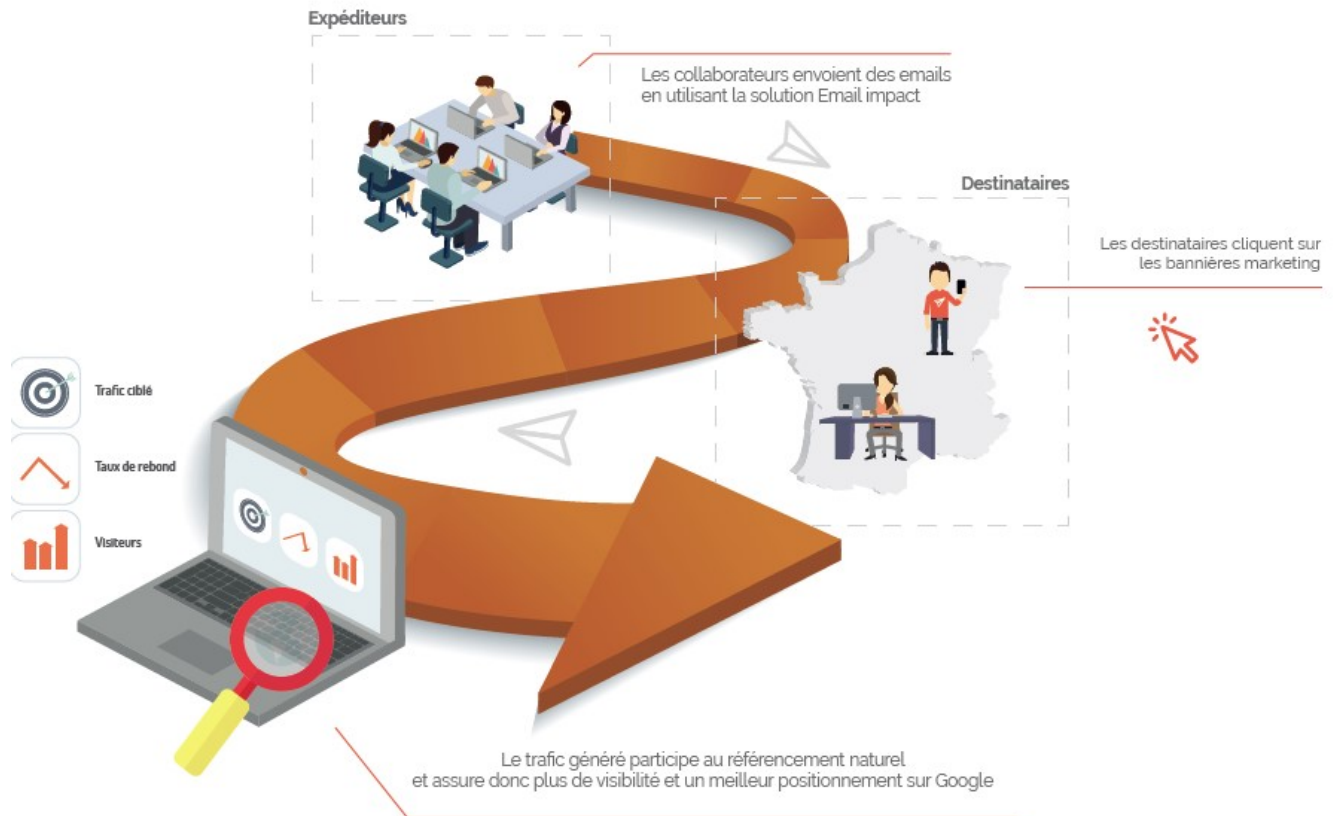 Expéditeurs
Les collaborateurs envoient des emails
en utilisant la solution Email impact
Destinataires
Les destinataires cliquent sur
les bannières marketing
Trafic ciblé
Taux de rebond
Visiteurs
Le trafic généré participe au référencement naturel
et assure donc plus de visibilité et un meilleur positionnement sur Google